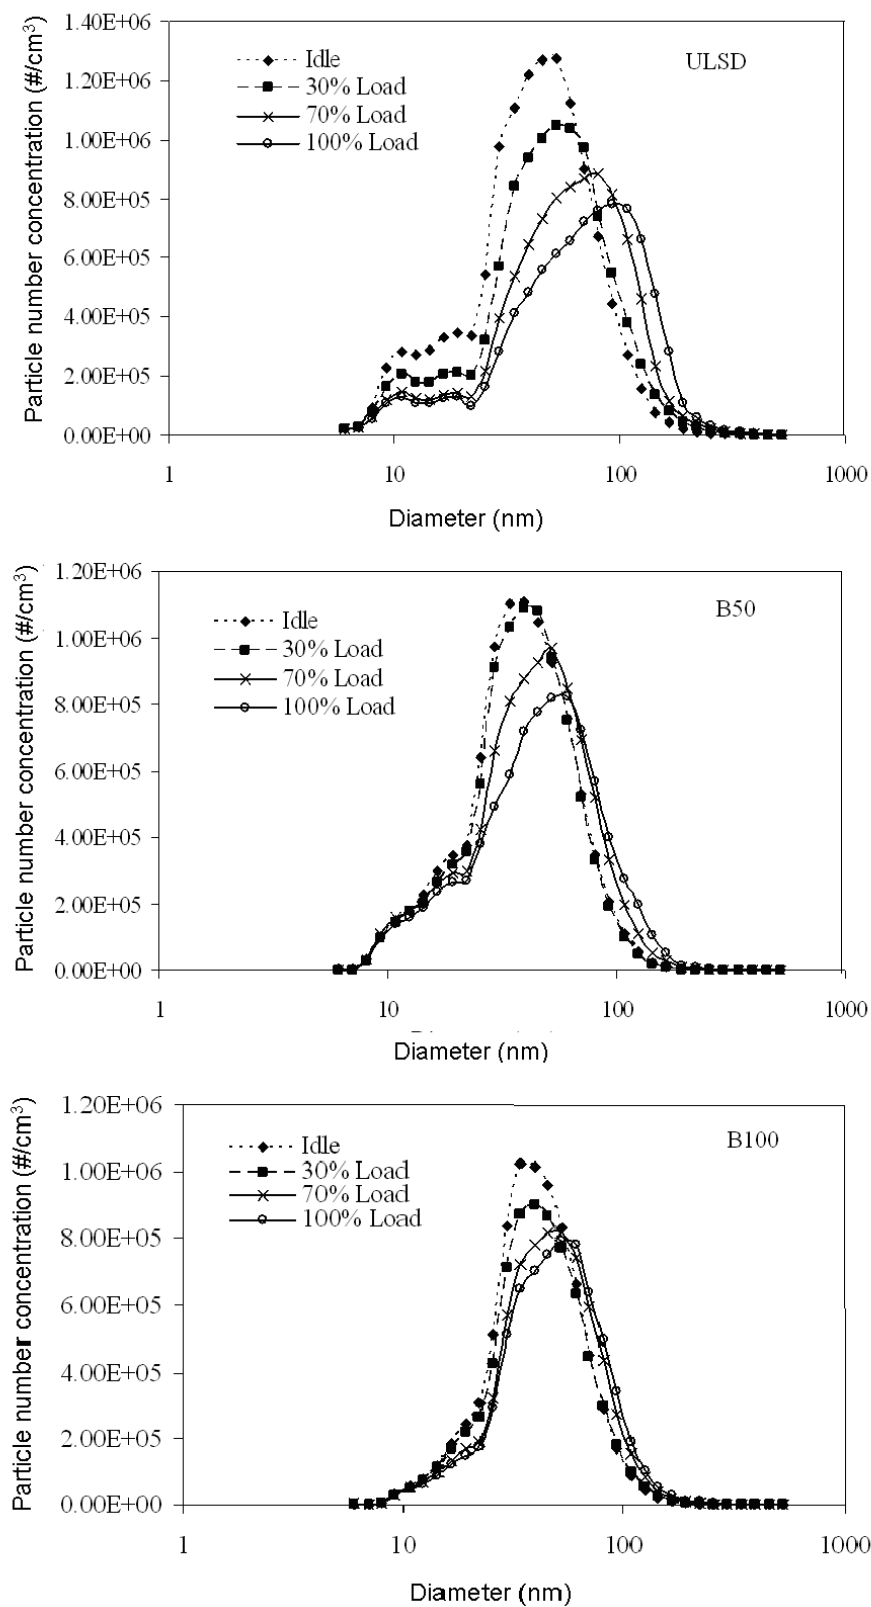 Particle number concentration (#/cm³)
1.40E+06
1.20E+06
1.00E+06
8.00E+05
6.00E+05
4.00E+05
2.00E+05
0.00E+00
Idle
30% Load
70% Load
100% Load
ULSD
1 10 100 1000
Diameter (nm)
Particle number concentration (#/cm³)
1.20E+06
1.00E+06
8.00E+05
6.00E+05
4.00E+05
2.00E+05
0.00E+00
Idle
30% Load
70% Load
100% Load
B50
1 10 100 1000
Diameter (nm)
Particle number concentration (#/cm³)
1.20E+06
1.00E+06
8.00E+05
6.00E+05
4.00E+05
2.00E+05
0.00E+00
Idle
30% Load
70% Load
100% Load
B100
1 10 100 1000
Diameter (nm)